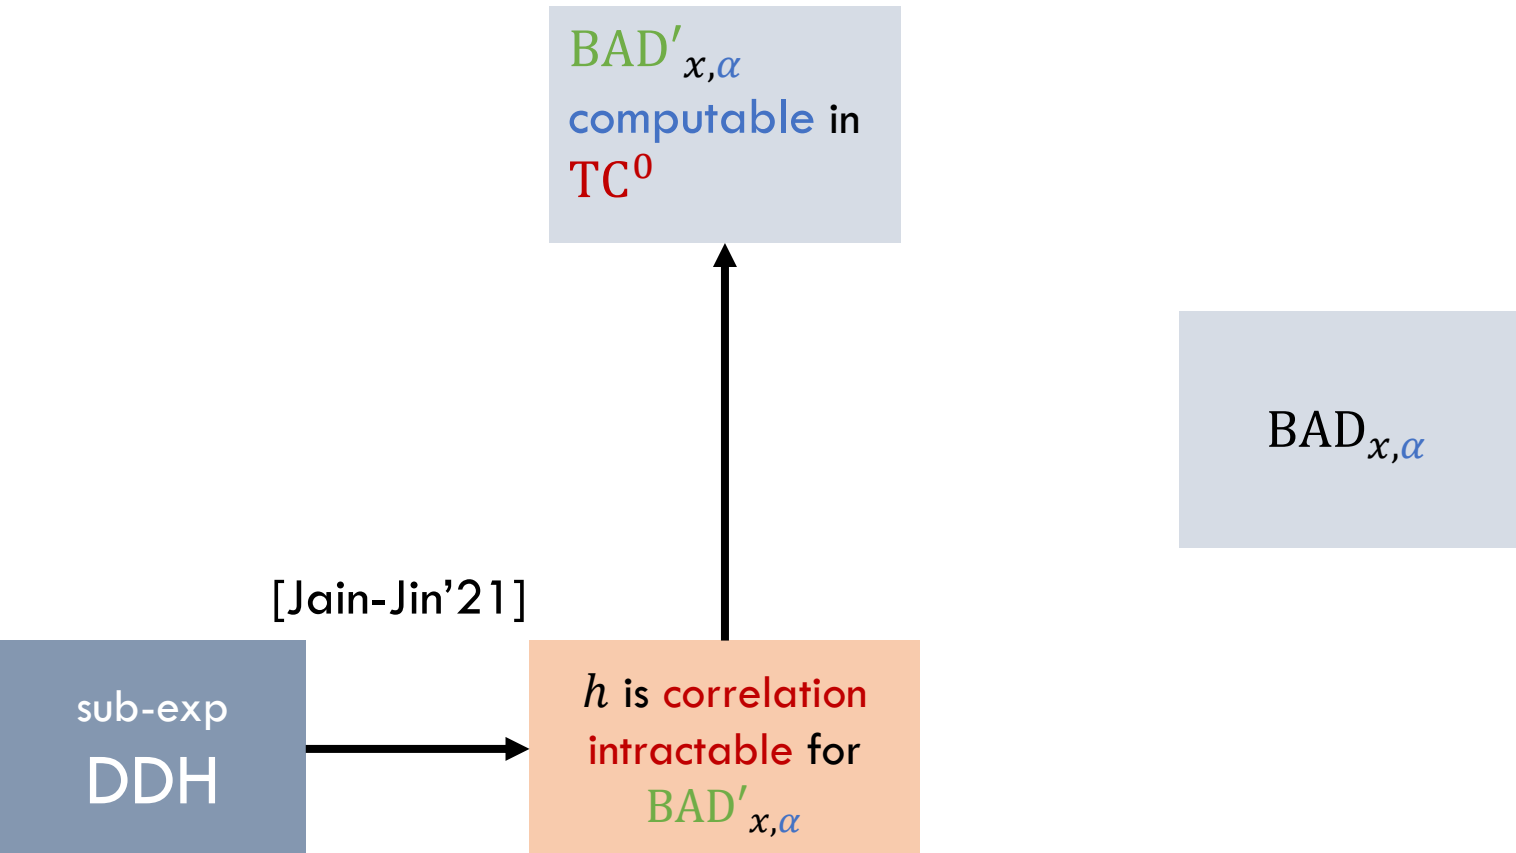 BAD′ₓ,α
computable in
TC⁰
BADₓ,α
[Jain-Jin’21]
sub-exp
DDH
h is correlation
intractable for
BAD′ₓ,α